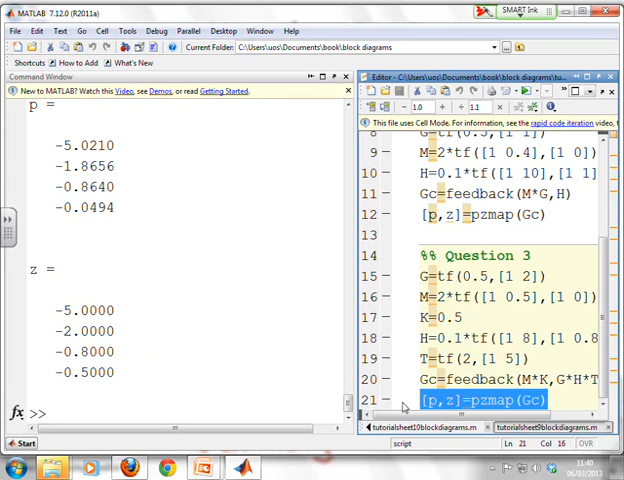 MATLAB 7.12.0 (R2011a)
SMART Ink
File Edit Text Go Cell Tools Debug Parallel Desktop Window Help
Current Folder: C:\Users\uos\Documents\book\block diagrams
Shortcuts How to Add What's New
Command Window
New to MATLAB? Watch this Video, see Demos, or read Getting Started.
p =
-5.0210
-1.8656
-0.8640
-0.0494
z =
-5.0000
-2.0000
-0.8000
-0.5000
fx >>
Editor - C:\Users\uos\Documents\book\block diagrams\tu...
1.0 1.1
This file uses Cell Mode. For information, see the rapid code iteration video, the
8 G=tf(0.5,[1 1])
9 M=2*tf([1 0.4],[1 0])
10 H=0.1*tf([1 10],[1 1]
11 Gc=feedback(M*G,H)
12 [p,z]=pzmap(Gc)
13
14 %% Question 3
15 G=tf(0.5,[1 2])
16 M=2*tf([1 0.5],[1 0])
17 K=0.5
18 H=0.1*tf([1 8],[1 0.8
19 T=tf(2,[1 5])
20 Gc=feedback(M*K,G*H*T
21 [p,z]=pzmap(Gc)
tutorialsheet10blockdiagrams.m tutorialsheet9blockdiagrams.m
Start script Ln 21 Col 16 OVR
11:40
06/03/2013